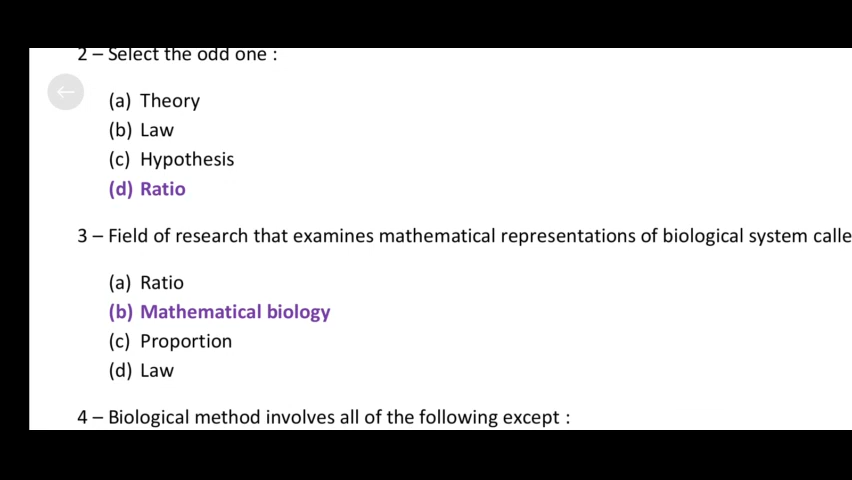 2 – Select the odd one :
(a) Theory
(b) Law
(c) Hypothesis
(d) Ratio
3 – Field of research that examines mathematical representations of biological system calle
(a) Ratio
(b) Mathematical biology
(c) Proportion
(d) Law
4 – Biological method involves all of the following except :